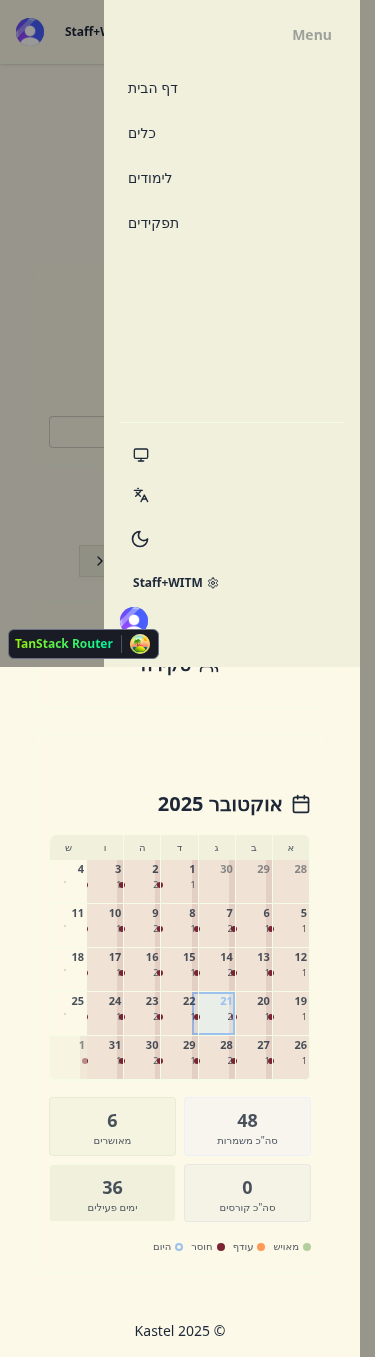 Staff+W
Menu
דף הבית
כלים
לימודים
תפקידים
Staff+WITM
TanStack Router
אוקטובר 2025
א ב ג ד ה ו ש
28 29 30 1 2 3 4
5 6 7 8 9 10 11
12 13 14 15 16 17 18
19 20 21 22 23 24 25
26 27 28 29 30 31 1
48 6
סה"כ משמרות מאושרים
0 36
סה"כ קורסים ימים פעילים
מאויש עודף חוסר היום
Kastel © 2025